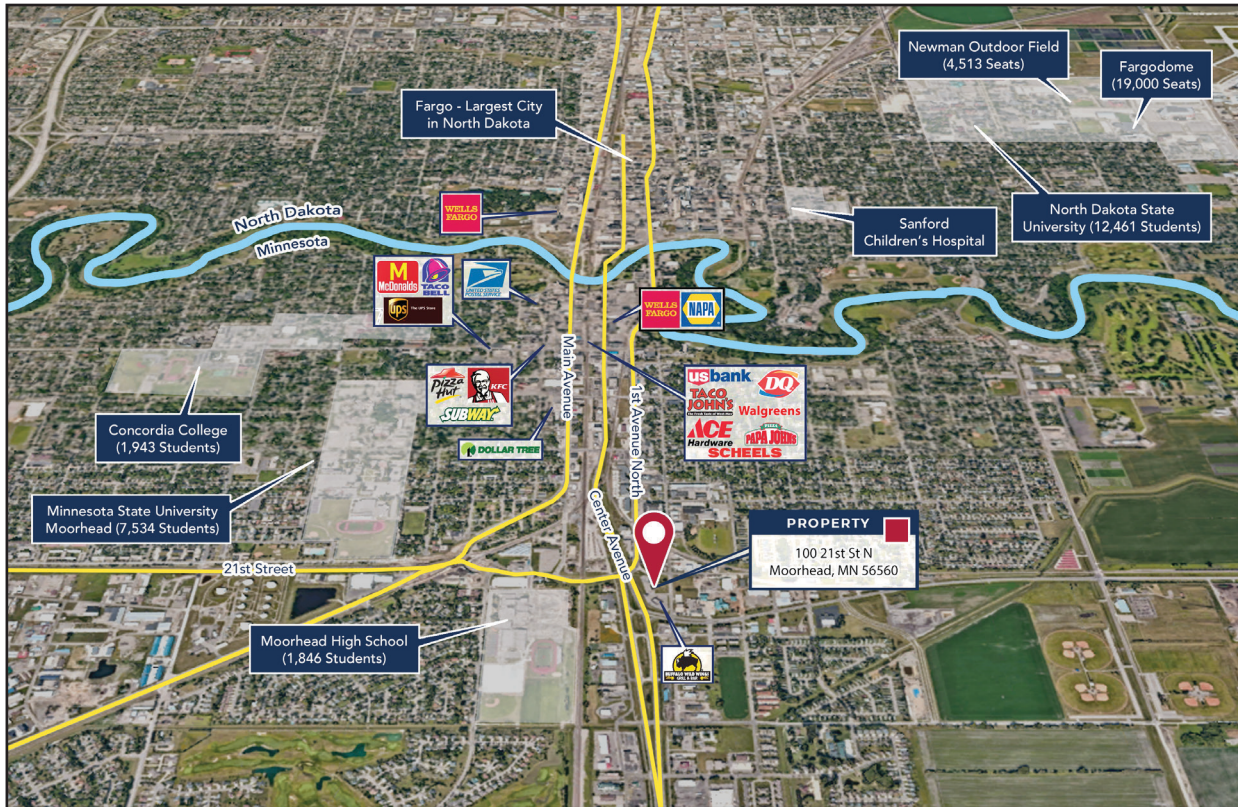 Newman Outdoor Field
(4,513 Seats)
Fargodome
(19,000 Seats)
Fargo - Largest City
in North Dakota
WELLS
FARGO
North Dakota
Minnesota
Sanford
Children's Hospital
North Dakota State
University (12,461 Students)
M
McDonalds
TACO
BELL
UNITED STATES
POSTAL SERVICE
ups
The UPS Store
WELLS
FARGO
NAPA
Main Avenue
1st Avenue North
Center Avenue
Pizza
Hut
KFC
SUBWAY
usbank
DQ
TACO
JOHN'S
Walgreens
ACE
Hardware
PIZZA
PAPA JOHNS
SCHEELS
DOLLAR TREE
Concordia College
(1,943 Students)
Minnesota State University
Moorhead (7,534 Students)
21st Street
PROPERTY
100 21st St N
Moorhead, MN 56560
Moorhead High School
(1,846 Students)
BUFFALO WILD WINGS
GRILL & BAR